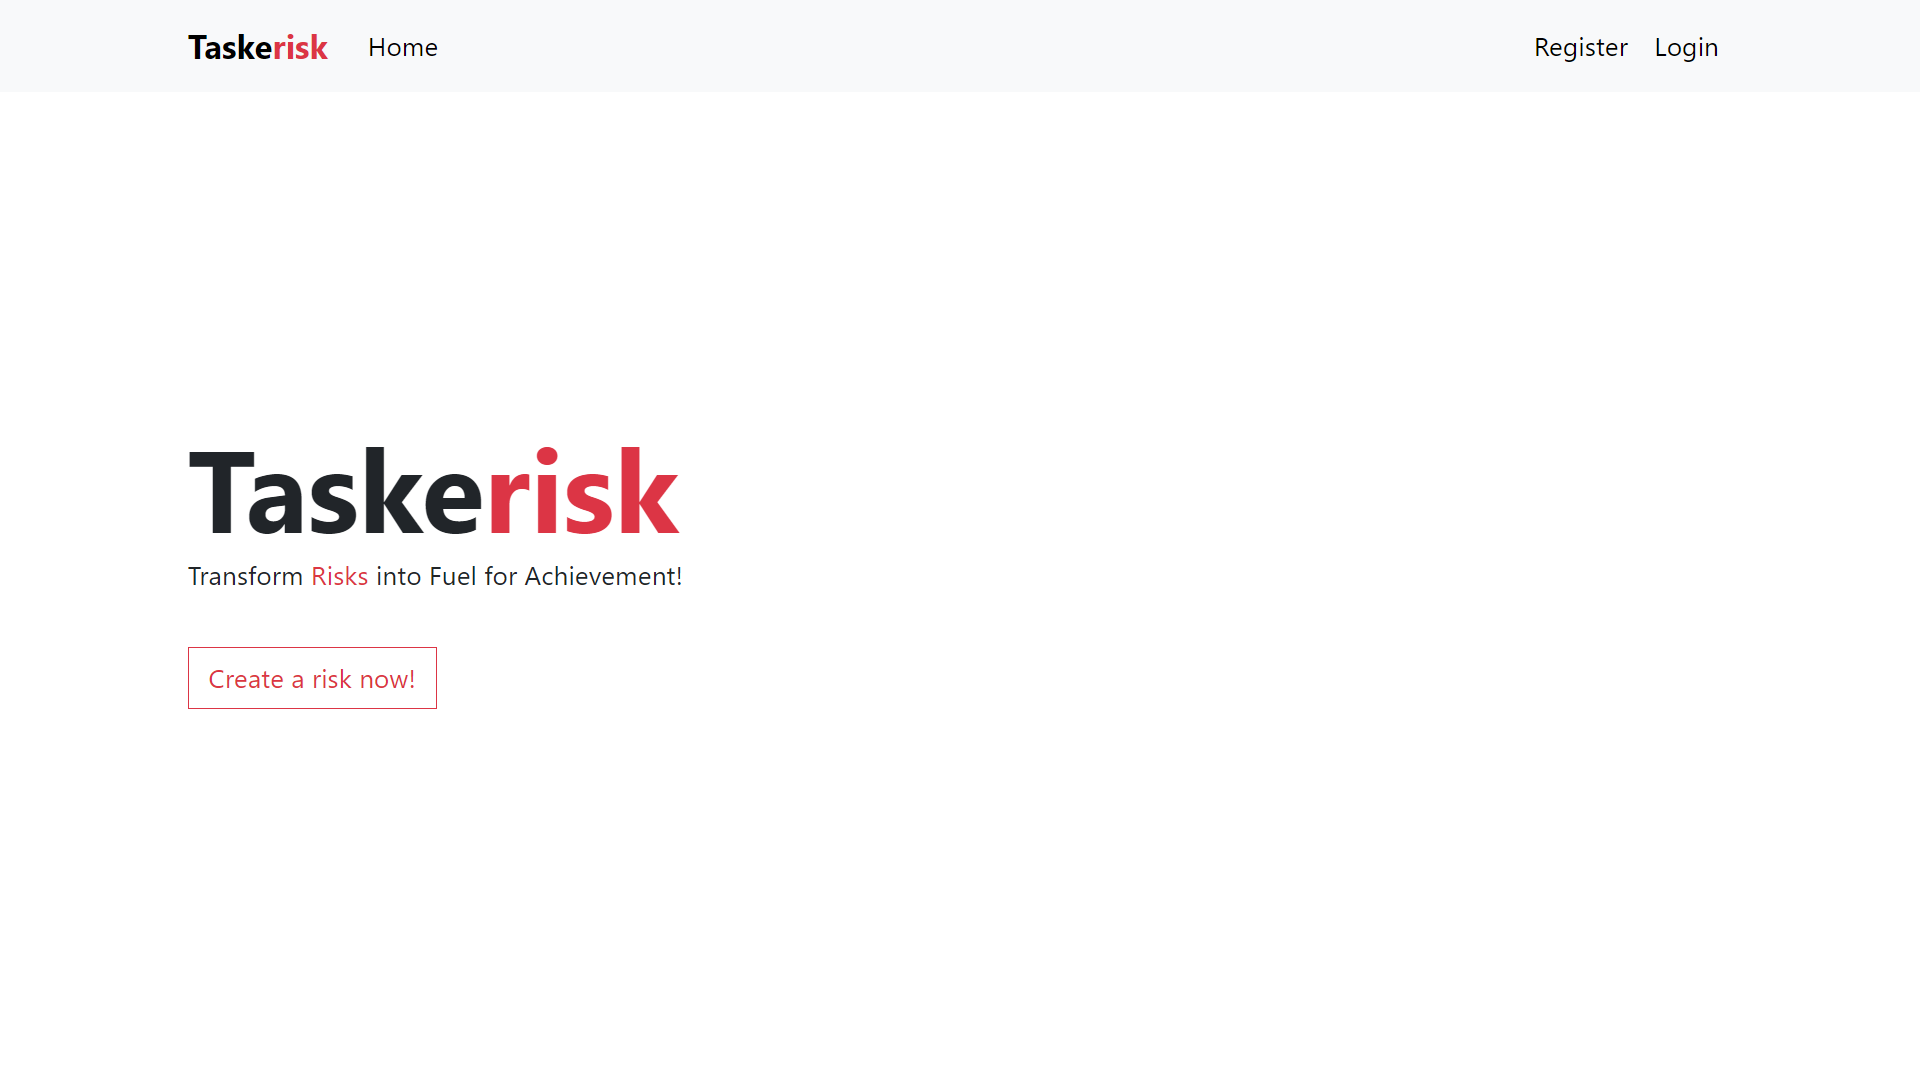 Taskerisk Home Register Login
Taskerisk
Transform Risks into Fuel for Achievement!
Create a risk now!